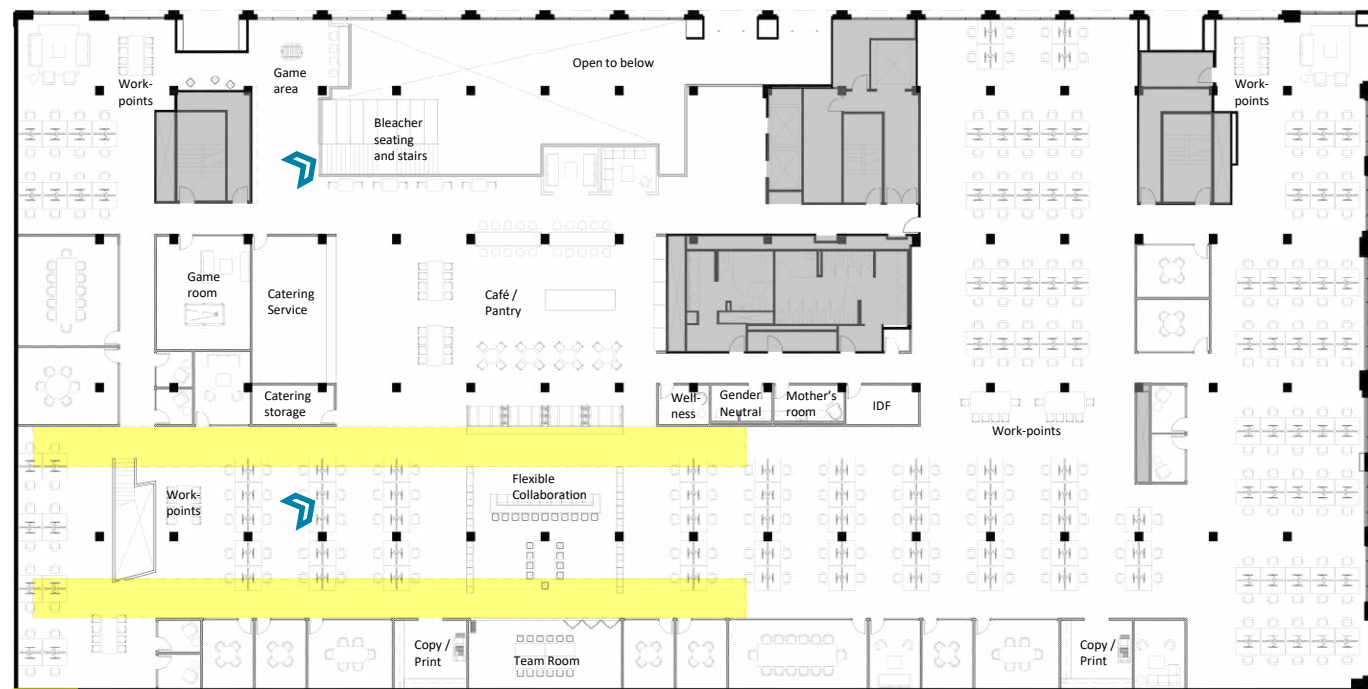 Work-
points
Game
area
Open to below
Bleacher
seating
and stairs
Work-
points
Game
room
Catering
Service
Café /
Pantry
Catering
storage
Well-
ness
Gender
Neutral
Mother's
room
IDF
Work-points
Work-
points
Flexible
Collaboration
Copy /
Print
Team Room
Copy /
Print